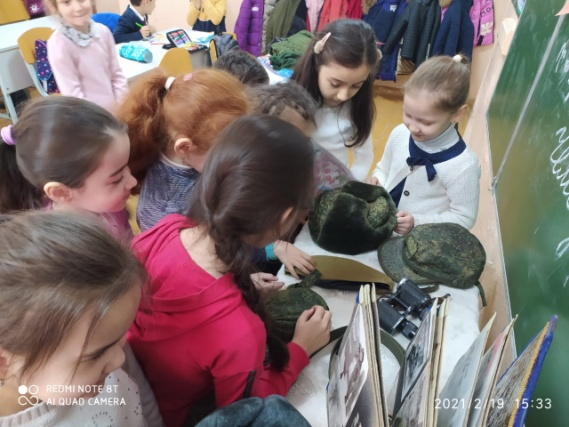 REDMI NOTE 8T
AI QUAD CAMERA
2021/2/19 15:33